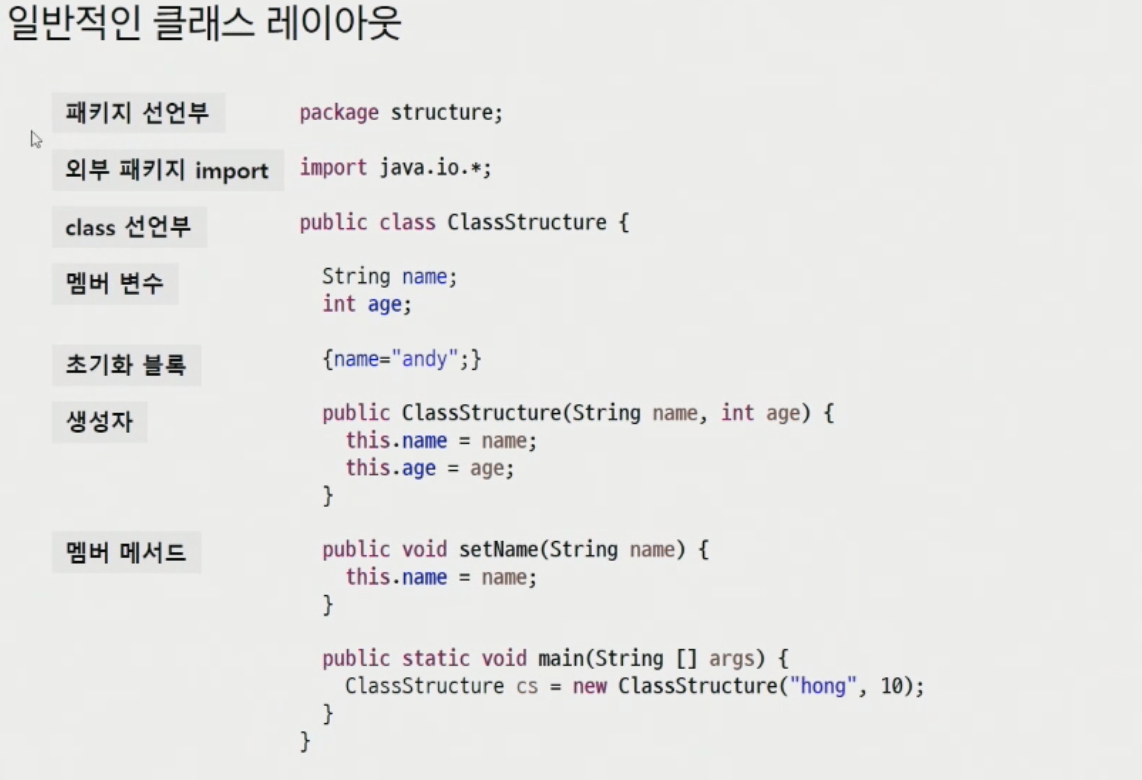 일반적인 클래스 레이아웃
패키지 선언부 package structure;
외부 패키지 import import java.io.*;
class 선언부 public class ClassStructure {
멤버 변수 String name;
int age;
초기화 블록 {name="andy";}
생성자 public ClassStructure(String name, int age) {
this.name = name;
this.age = age;
}
멤버 메서드 public void setName(String name) {
this.name = name;
}
public static void main(String [] args) {
ClassStructure cs = new ClassStructure("hong", 10);
}
}